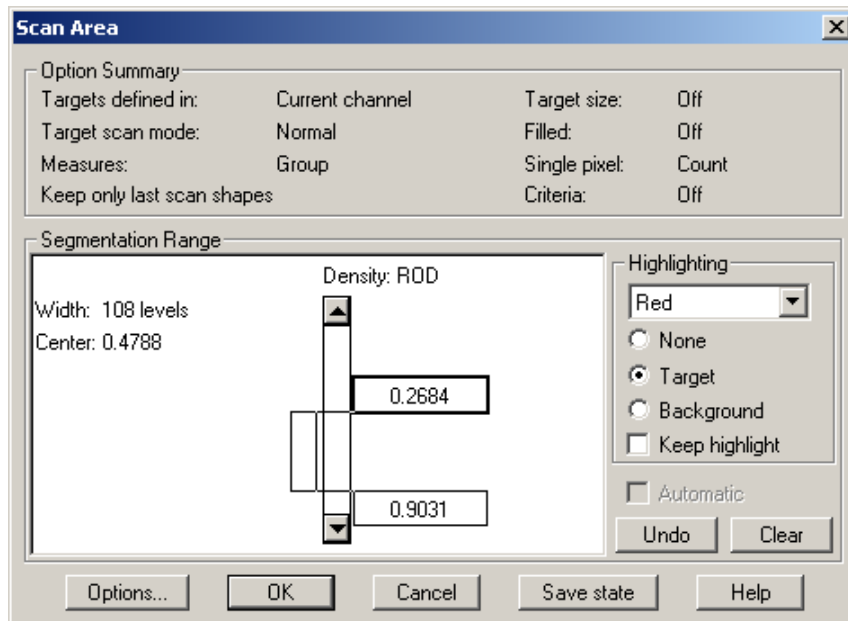 Scan Area
Option Summary
Targets defined in: Current channel Target size: Off
Target scan mode: Normal Filled: Off
Measures: Group Single pixel: Count
Keep only last scan shapes Criteria: Off
Segmentation Range
Density: ROD
Width: 108 levels
Center: 0.4788
0.2684
0.9031
Highlighting
Red
None
Target
Background
Keep highlight
Automatic
Undo Clear
Options... OK Cancel Save state Help